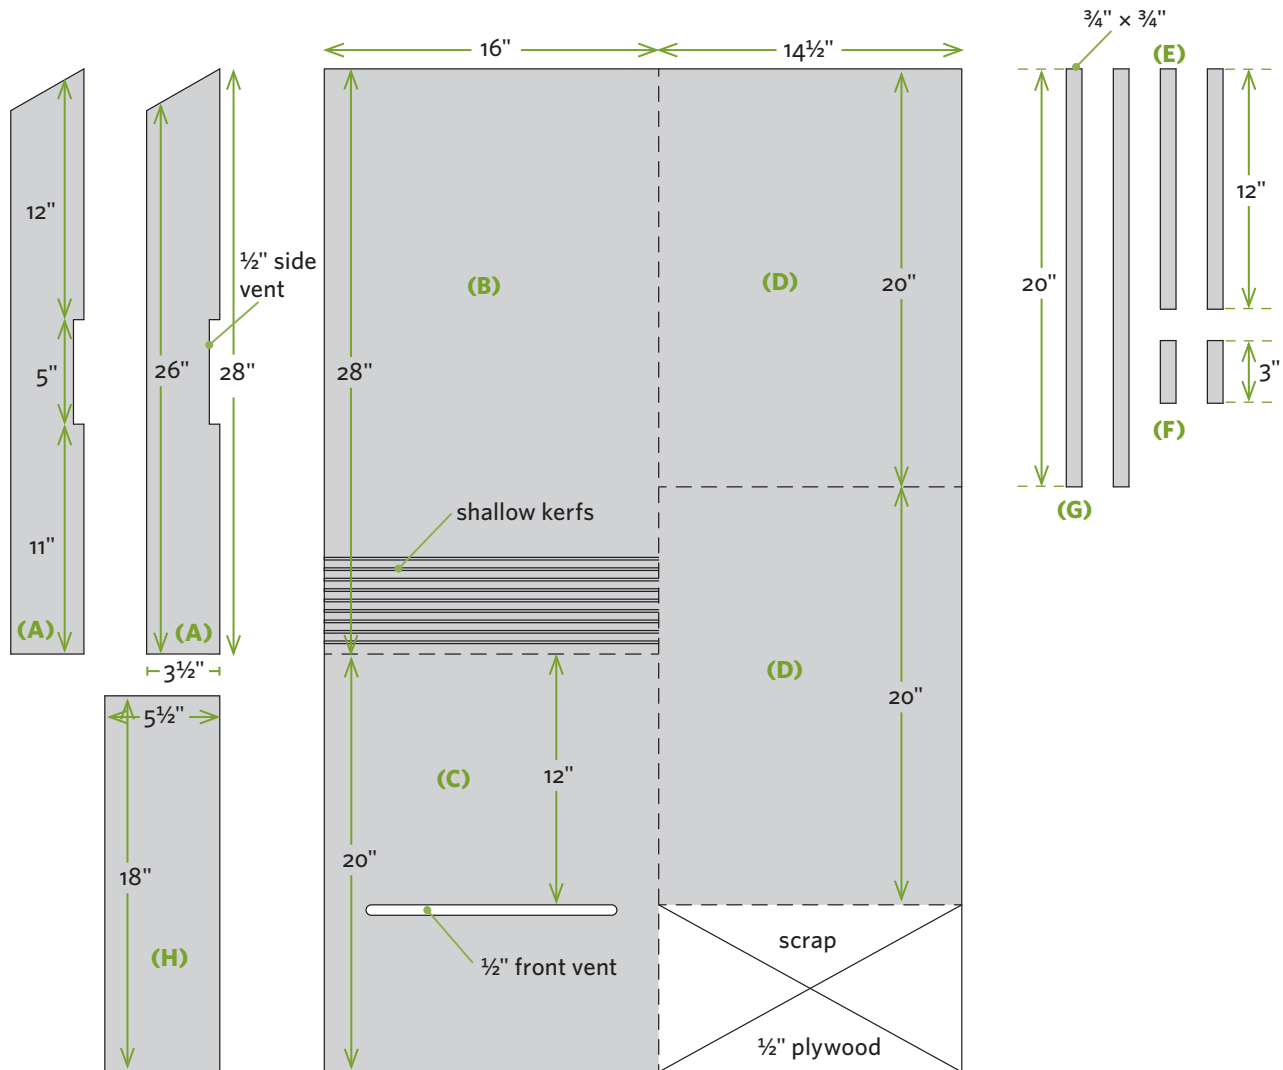 ¾" × ¾"
16"
14½"
(E)
12"
½" side
vent
(B)
(D)
20"
20"
12"
5"
26"
28"
28"
3"
(F)
(G)
shallow kerfs
11"
(A)
(A)
3½"
(D)
20"
5½"
(C)
12"
20"
18"
(H)
½" front vent
scrap
½" plywood